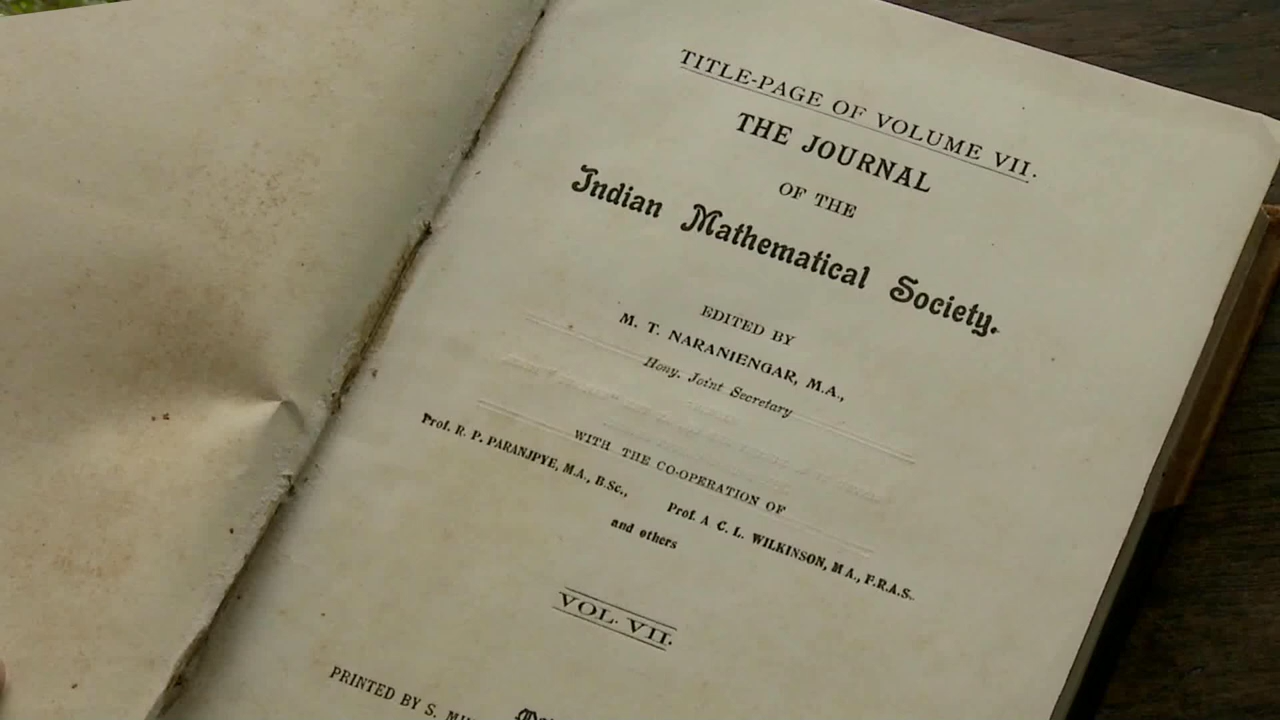 TITLE-PAGE OF VOLUME VII.
THE JOURNAL
OF THE
Indian Mathematical Society.
EDITED BY
M. T. NARANIENGAR, M.A.,
Hony. Joint Secretary
WITH THE CO-OPERATION OF
Prof. R. P. PARANJPYE, M.A., B.Sc., Prof. A C. L. WILKINSON, M A., F.R.A.S.
and others
VOL. VII.
PRINTED BY S.